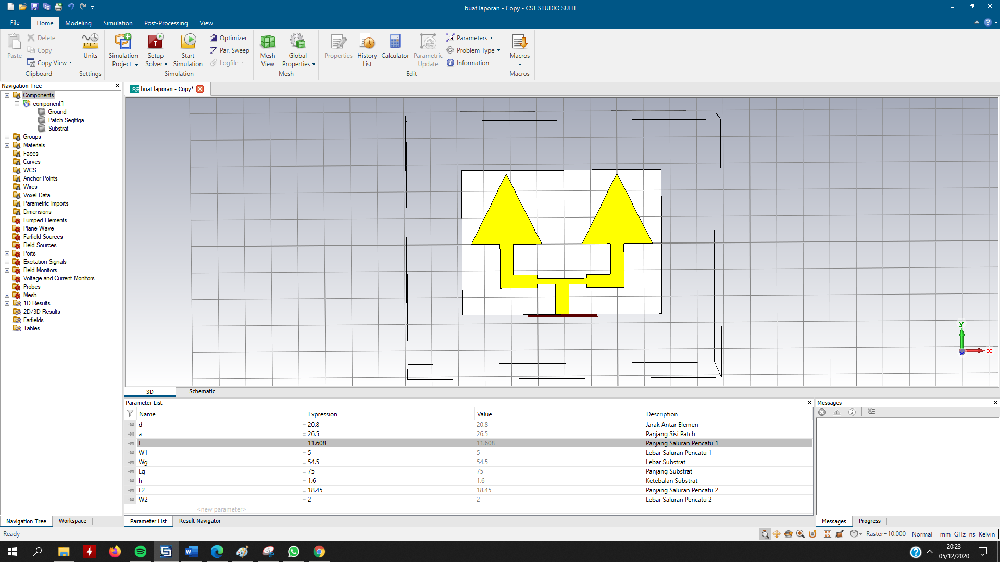 buat laporan - Copy - CST STUDIO SUITE
File Home Modeling Simulation Post-Processing View
Paste
Delete
Copy
Copy View
Clipboard
Units
Settings
Simulation Project
Setup Solver
Start Simulation
Optimizer
Par. Sweep
Logfile
Simulation
Mesh View
Global Properties
Mesh
Properties
History List
Calculator
Parametric Update
Parameters
Problem Type
Information
Edit
Macros
Macros
Navigation Tree
Components
component1
Ground
Patch Segitiga
Substrat
Groups
Materials
Faces
Curves
WCS
Anchor Points
Wires
Voxel Data
Parametric Imports
Dimensions
Lumped Elements
Plane Wave
Farfield Sources
Field Sources
Ports
Excitation Signals
Field Monitors
Voltage and Current Monitors
Probes
Mesh
1D Results
2D/3D Results
Farfields
Tables
Navigation Tree Workspace
buat laporan - Copy*
y
x
z
3D Schematic
Parameter List
Name Expression Value Description
d = 20.8 20.8 Jarak Antar Elemen
a = 26.5 26.5 Panjang Sisi Patch
L 11.608 11.608 Panjang Saluran Pencatu 1
W1 = 5 5 Lebar Saluran Pencatu 1
Wg = 54.5 54.5 Lebar Substrat
Lg = 75 75 Panjang Substrat
h = 1.6 1.6 Ketebalan Substrat
L2 = 18.45 18.45 Panjang Saluran Pencatu 2
W2 = 2 2 Lebar Saluran Pencatu 2
<new parameter>
Parameter List Result Navigator
Messages
Messages Progress
Ready
Raster=10.000 Normal mm GHz ns Kelvin
20:23
05/12/2020